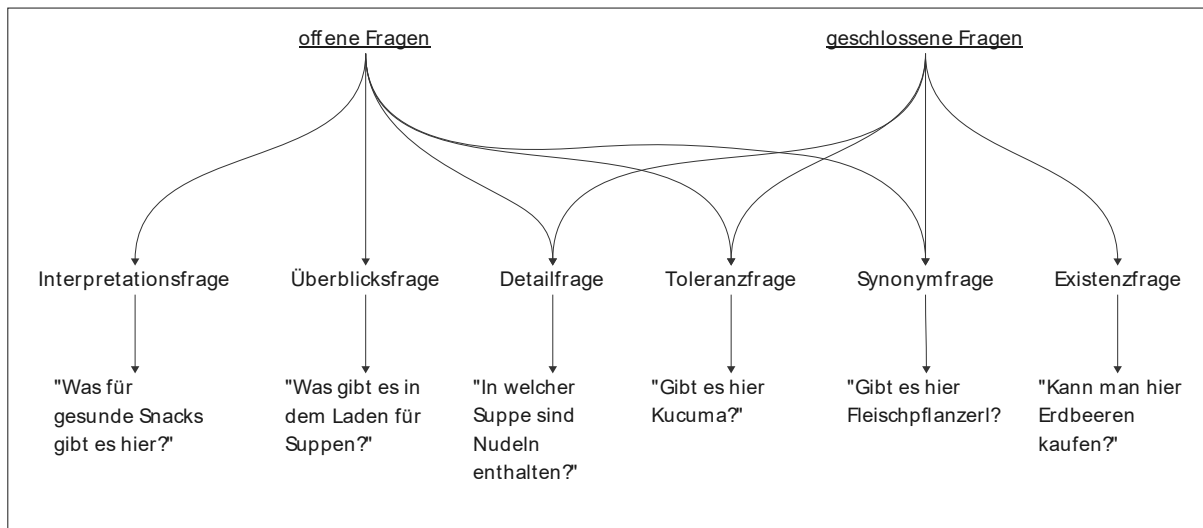 offene Fragen
geschlossene Fragen
Interpretationsfrage
Überblicksfrage
Detailfrage
Toleranzfrage
Synonymfrage
Existenzfrage
"Was für
gesunde Snacks
gibt es hier?"
"Was gibt es in
dem Laden für
Suppen?"
"In welcher
Suppe sind
Nudeln
enthalten?"
"Gibt es hier
Kucuma?"
"Gibt es hier
Fleischpflanzerl?
"Kann man hier
Erdbeeren
kaufen?"